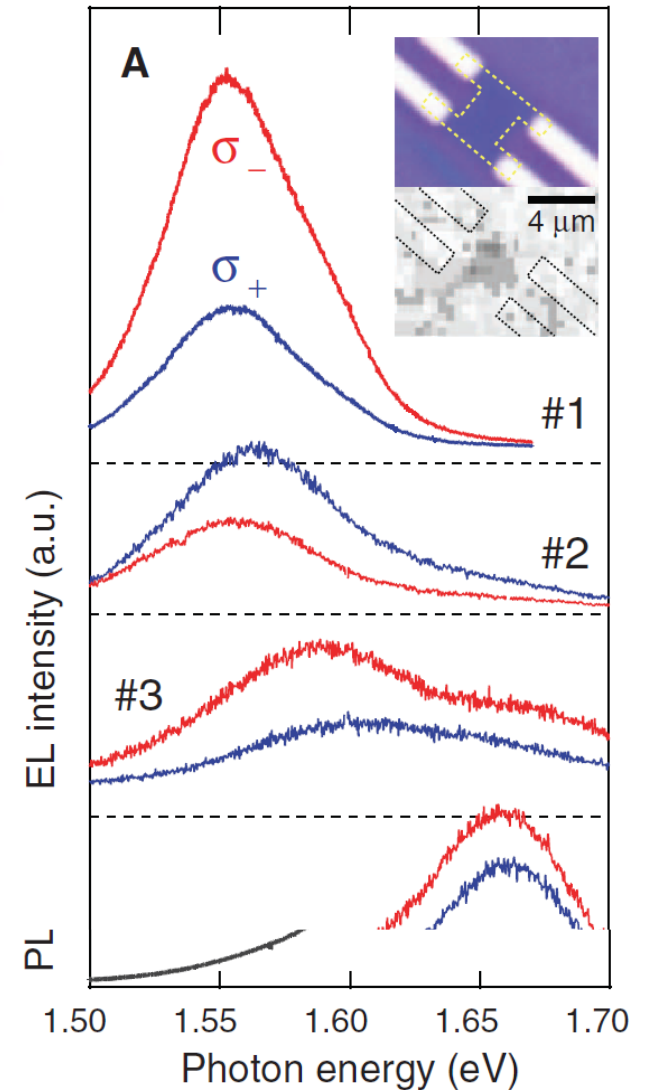 A
σ₋
σ₊
4 μm
#1
#2
#3
EL intensity (a.u.)
PL
1.50 1.55 1.60 1.65 1.70
Photon energy (eV)